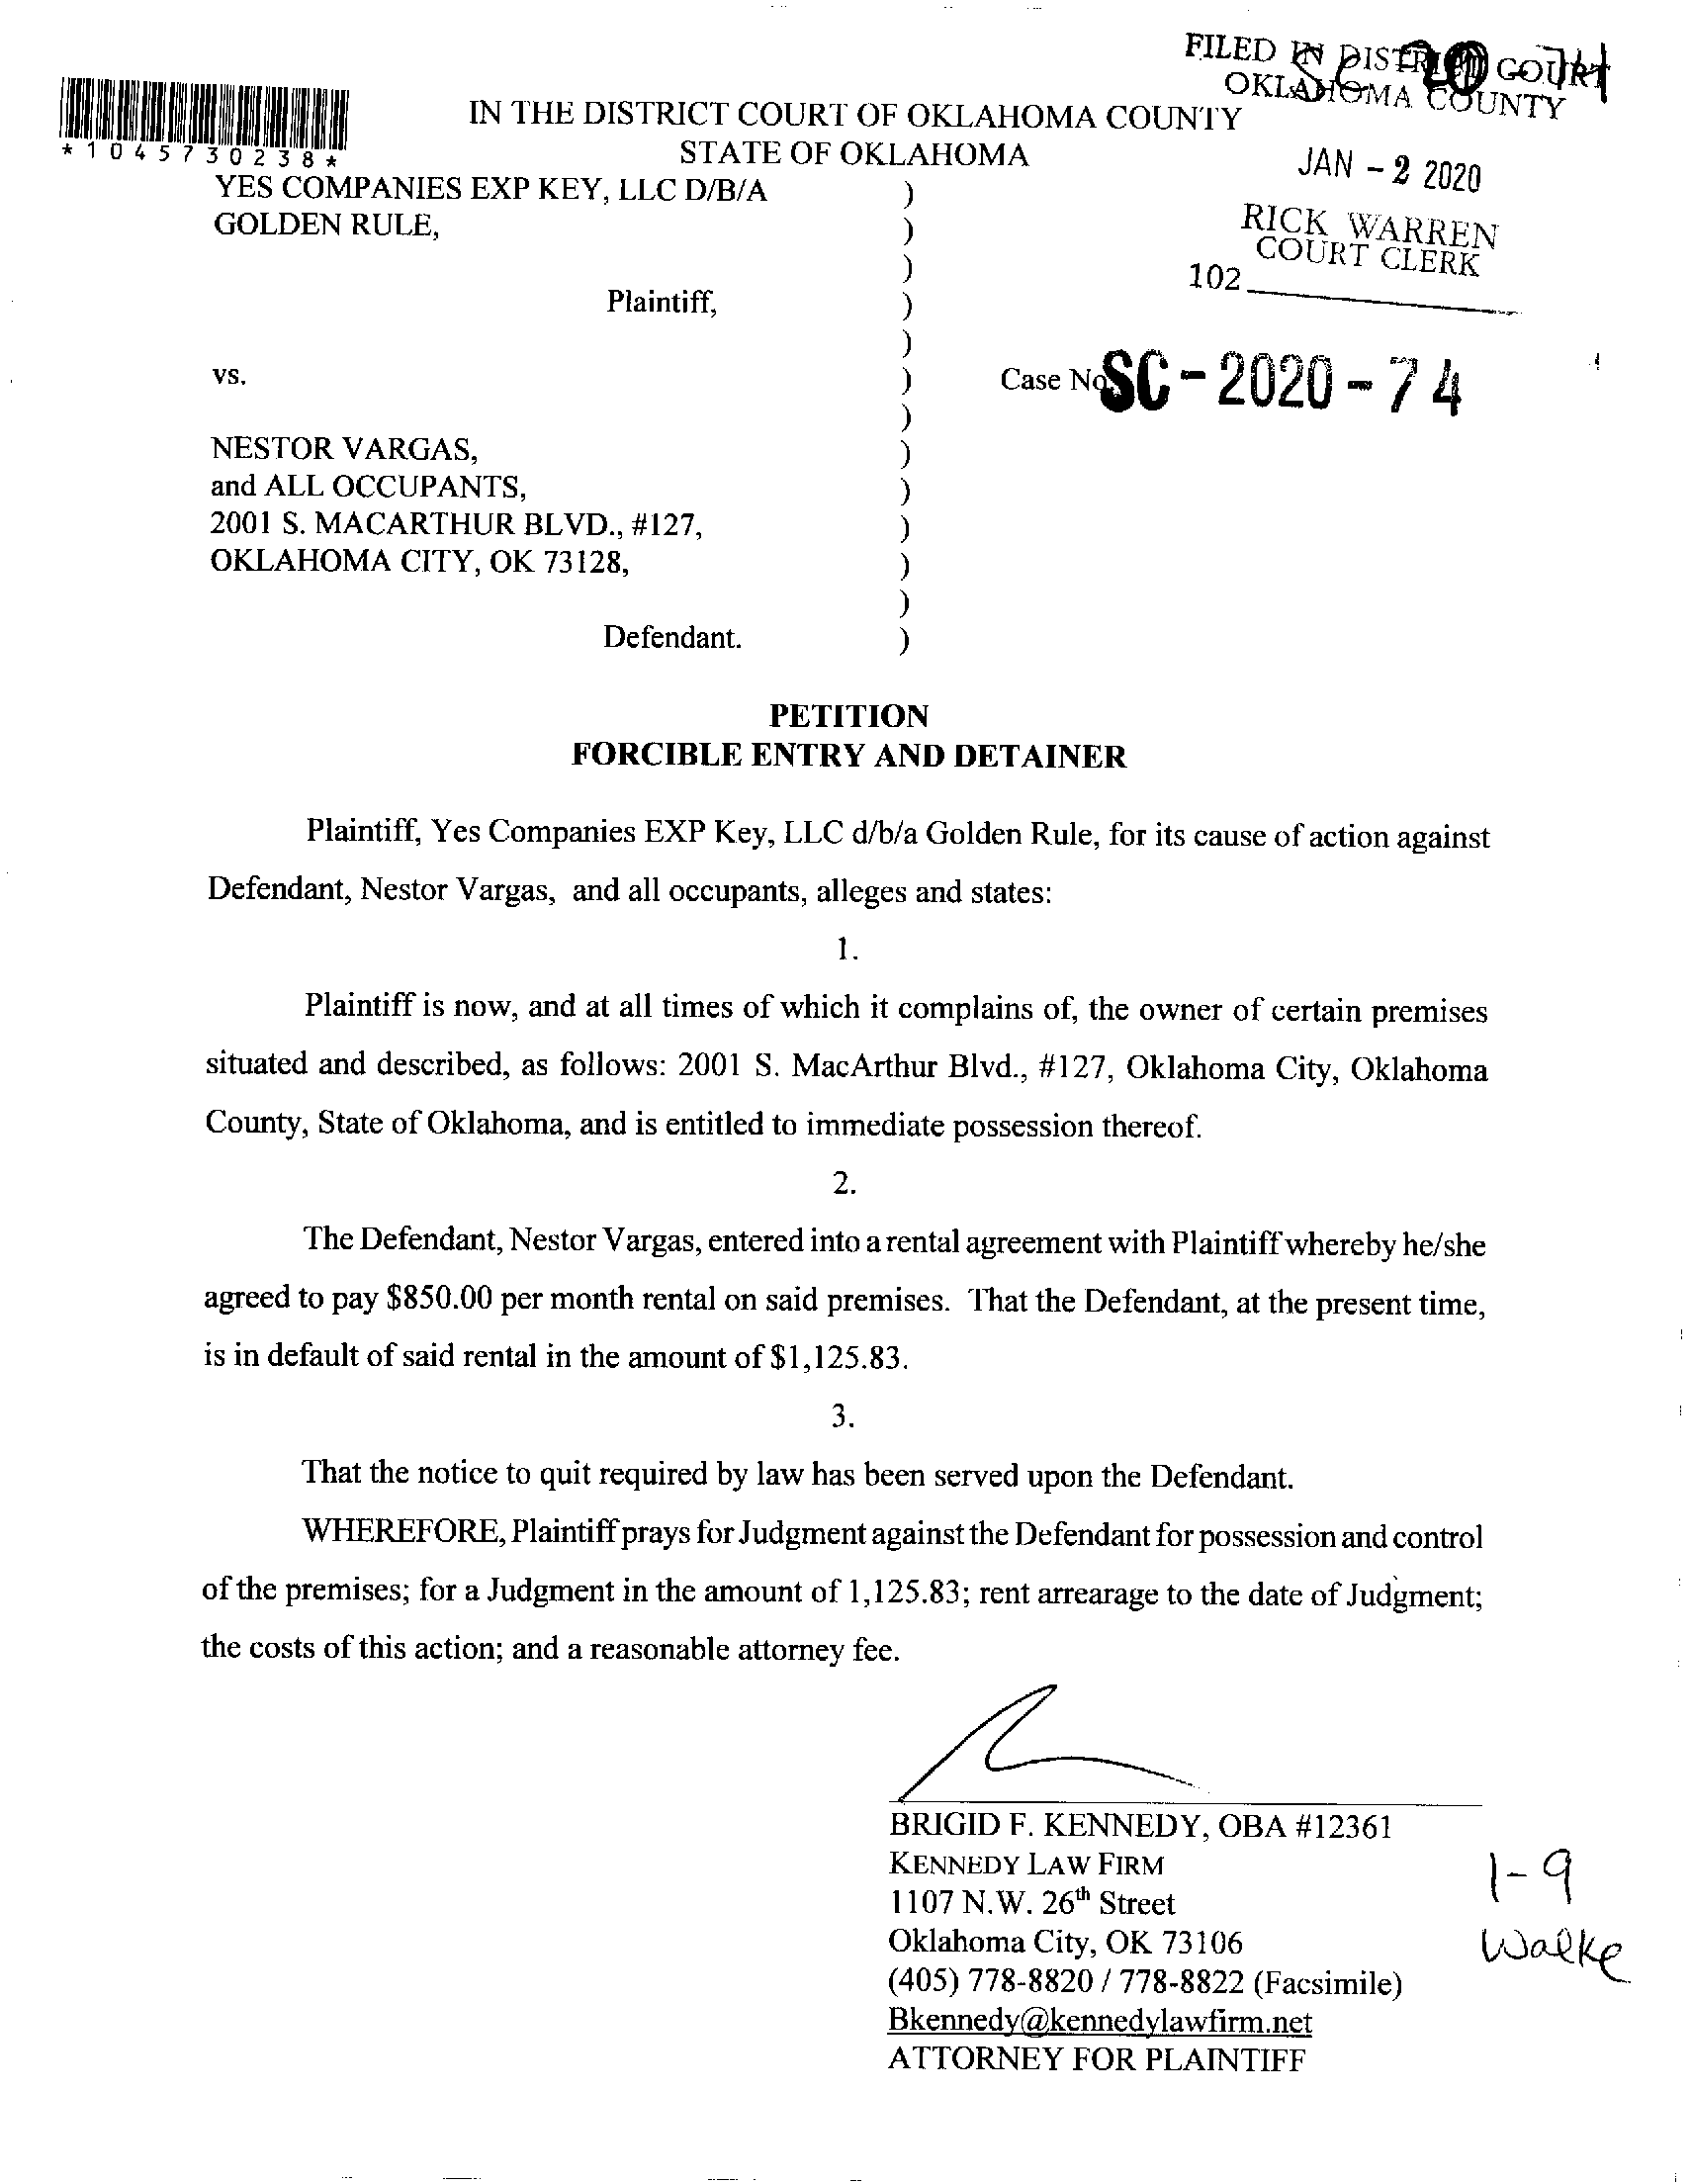 FILED IN DISTRICT COURT
OKLAHOMA COUNTY
IN THE DISTRICT COURT OF OKLAHOMA COUNTY
STATE OF OKLAHOMA
*1045730238*
JAN - 2 2020
RICK WARREN
COURT CLERK
102
YES COMPANIES EXP KEY, LLC D/B/A )
GOLDEN RULE, )
)
Plaintiff, )
)
vs. ) Case No. SC - 2020 - 74
)
NESTOR VARGAS, )
and ALL OCCUPANTS, )
2001 S. MACARTHUR BLVD., #127, )
OKLAHOMA CITY, OK 73128, )
)
Defendant. )
PETITION
FORCIBLE ENTRY AND DETAINER
Plaintiff, Yes Companies EXP Key, LLC d/b/a Golden Rule, for its cause of action against
Defendant, Nestor Vargas, and all occupants, alleges and states:
1.
Plaintiff is now, and at all times of which it complains of, the owner of certain premises
situated and described, as follows: 2001 S. MacArthur Blvd., #127, Oklahoma City, Oklahoma
County, State of Oklahoma, and is entitled to immediate possession thereof.
2.
The Defendant, Nestor Vargas, entered into a rental agreement with Plaintiff whereby he/she
agreed to pay $850.00 per month rental on said premises. That the Defendant, at the present time,
is in default of said rental in the amount of $1,125.83.
3.
That the notice to quit required by law has been served upon the Defendant.
WHEREFORE, Plaintiff prays for Judgment against the Defendant for possession and control
of the premises; for a Judgment in the amount of 1,125.83; rent arrearage to the date of Judgment;
the costs of this action; and a reasonable attorney fee.
BRIGID F. KENNEDY, OBA #12361
KENNEDY LAW FIRM
1107 N.W. 26th Street
Oklahoma City, OK 73106
(405) 778-8820 / 778-8822 (Facsimile)
Bkennedy@kennedylawfirm.net
ATTORNEY FOR PLAINTIFF
1-9
Walke